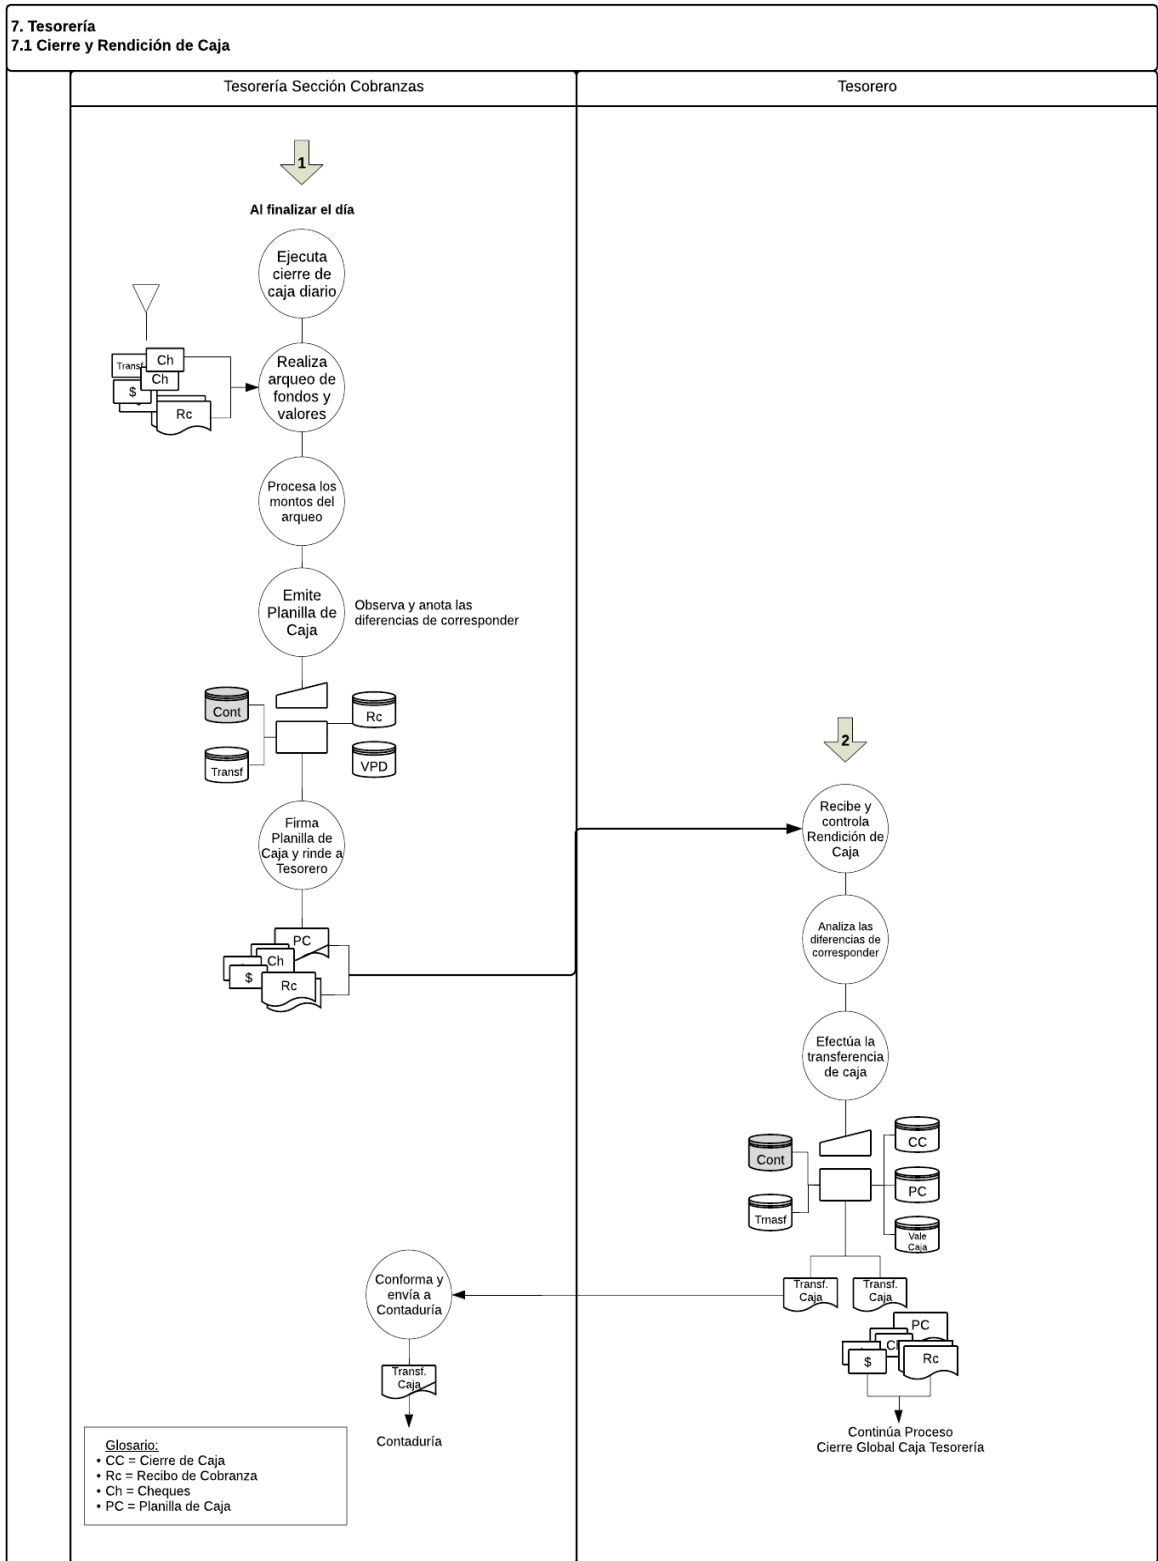 7. Tesorería
7.1 Cierre y Rendición de Caja
Tesorería Sección Cobranzas
Tesorero
1
Al finalizar el día
Ejecuta
cierre de
caja diario
Transf
Ch
Ch
$
Rc
Realiza
arqueo de
fondos y
valores
Procesa los
montos del
arqueo
Emite
Planilla de
Caja
Observa y anota las
diferencias de corresponder
Cont
Transf
Rc
VPD
Firma
Planilla de
Caja y rinde a
Tesorero
PC
Ch
$
Rc
2
Recibe y
controla
Rendición de
Caja
Analiza las
diferencias de
corresponder
Efectúa la
transferencia
de caja
Cont
Trnasf
CC
PC
Vale
Caja
Transf.
Caja
Transf.
Caja
PC
Ch
$
Rc
Continúa Proceso
Cierre Global Caja Tesorería
Conforma y
envía a
Contaduría
Transf.
Caja
Contaduría
Glosario:
• CC = Cierre de Caja
• Rc = Recibo de Cobranza
• Ch = Cheques
• PC = Planilla de Caja